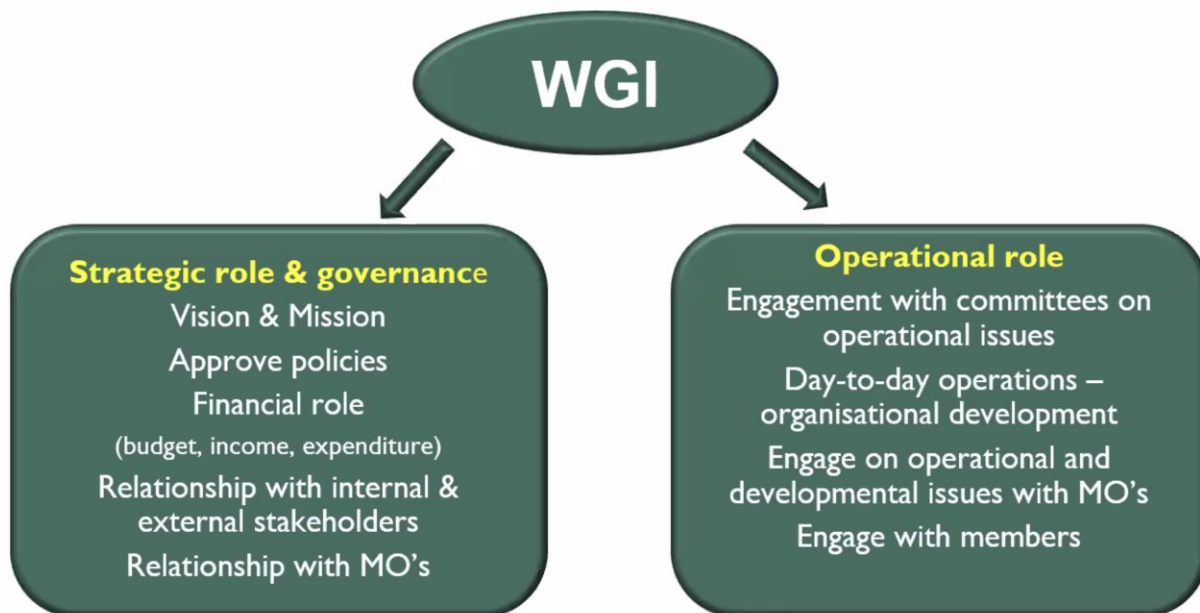 WGI
Strategic role & governance
Vision & Mission
Approve policies
Financial role
(budget, income, expenditure)
Relationship with internal &
external stakeholders
Relationship with MO's
Operational role
Engagement with committees on
operational issues
Day-to-day operations –
organisational development
Engage on operational and
developmental issues with MO's
Engage with members